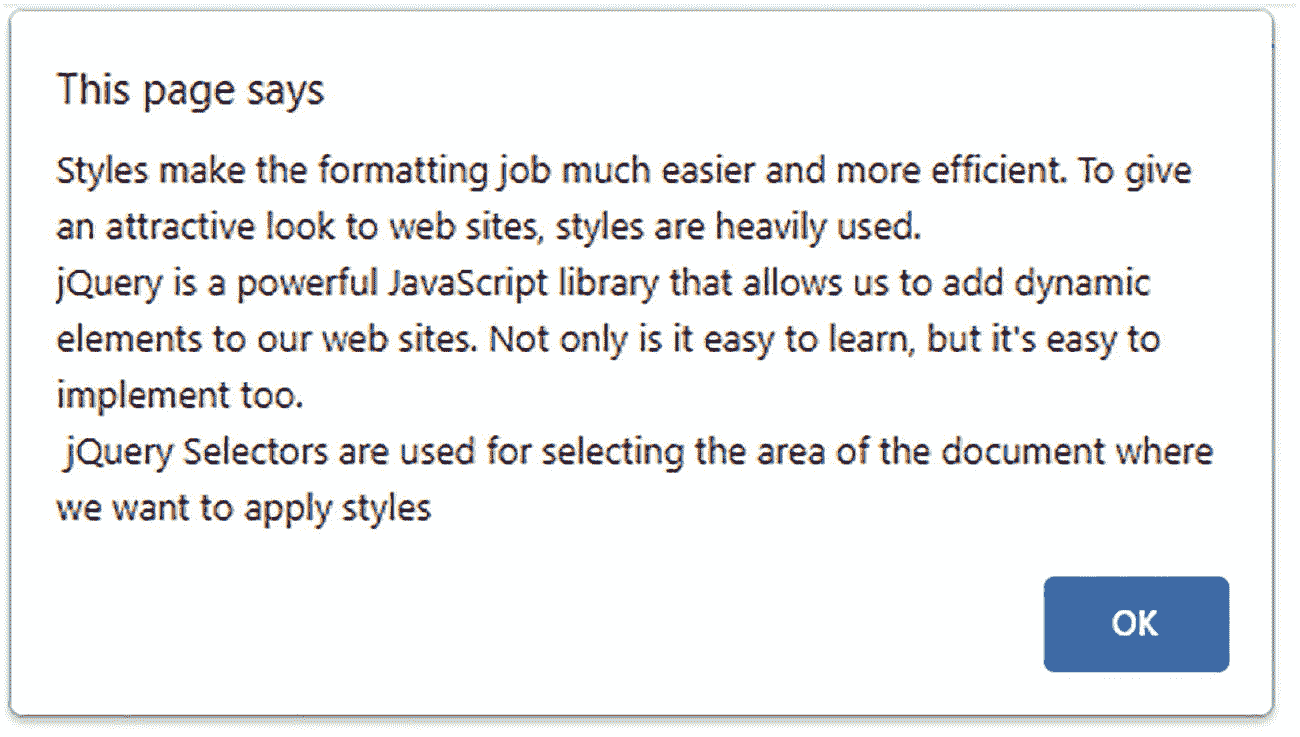 This page says
Styles make the formatting job much easier and more efficient. To give
an attractive look to web sites, styles are heavily used.
jQuery is a powerful JavaScript library that allows us to add dynamic
elements to our web sites. Not only is it easy to learn, but it's easy to
implement too.
jQuery Selectors are used for selecting the area of the document where
we want to apply styles
OK